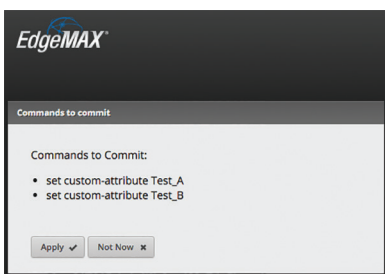 EdgeMAX®
Commands to commit
Commands to Commit:
• set custom-attribute Test_A
• set custom-attribute Test_B
Apply ✔ Not Now ✖